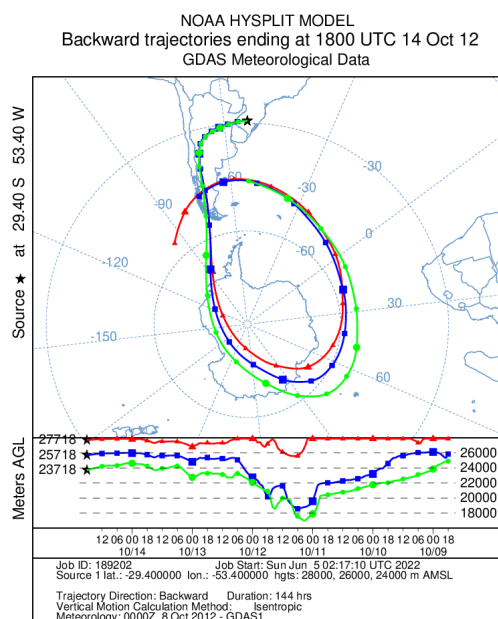 NOAA HYSPLIT MODEL
Backward trajectories ending at 1800 UTC 14 Oct 12
GDAS Meteorological Data
Source ★ at 29.40 S 53.40 W
-30
-60
-30
-90
0
-60
-120
30
-150
60
Meters AGL
27718
25718
23718
26000
24000
22000
20000
18000
12 06 00 18 12 06 00 18 12 06 00 18 12 06 00 18 12 06 00 18 12 06 00 18
10/14 10/13 10/12 10/11 10/10 10/09
Job ID: 189202 Job Start: Sun Jun 5 02:17:10 UTC 2022
Source 1 lat.: -29.400000 lon.: -53.400000 hgts: 28000, 26000, 24000 m AMSL
Trajectory Direction: Backward Duration: 144 hrs
Vertical Motion Calculation Method: Isentropic
Meteorology: 0000Z 8 Oct 2012 - GDAS1